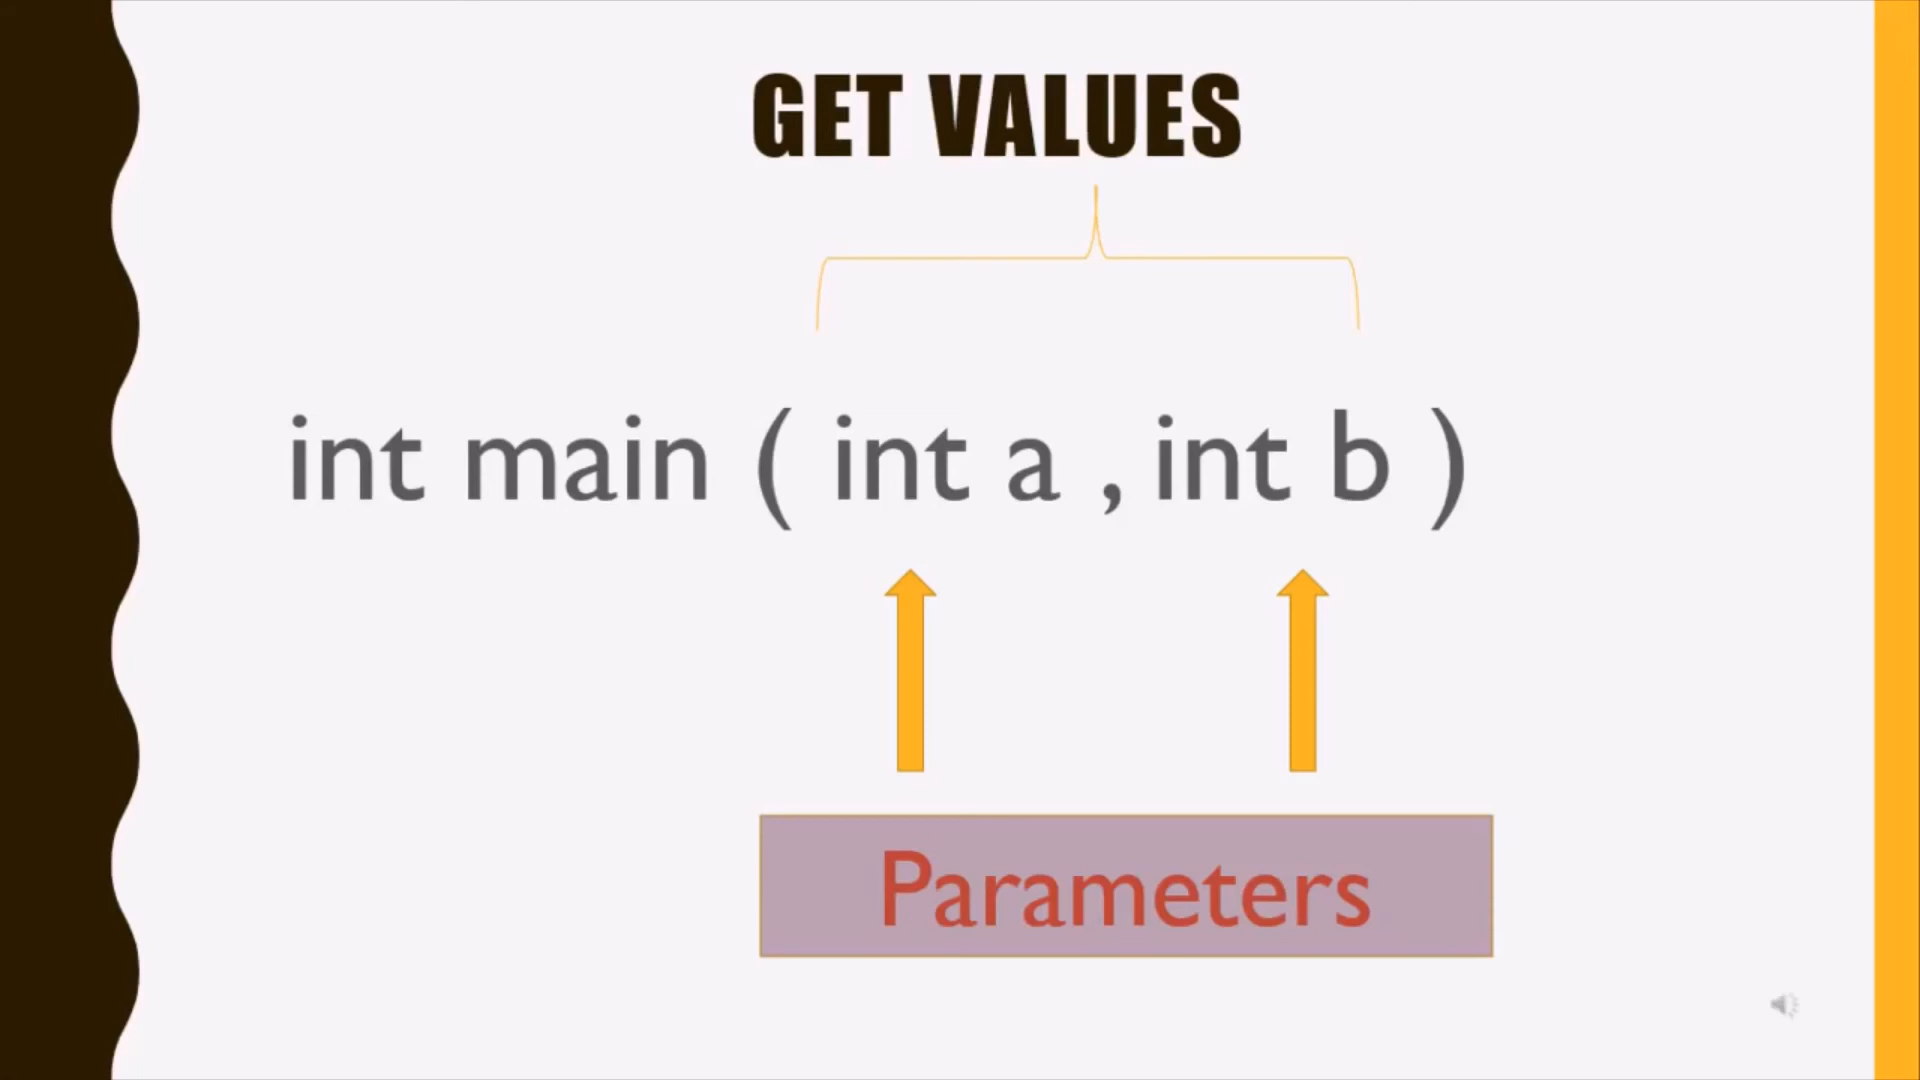 GET VALUES
int main ( int a , int b )
Parameters